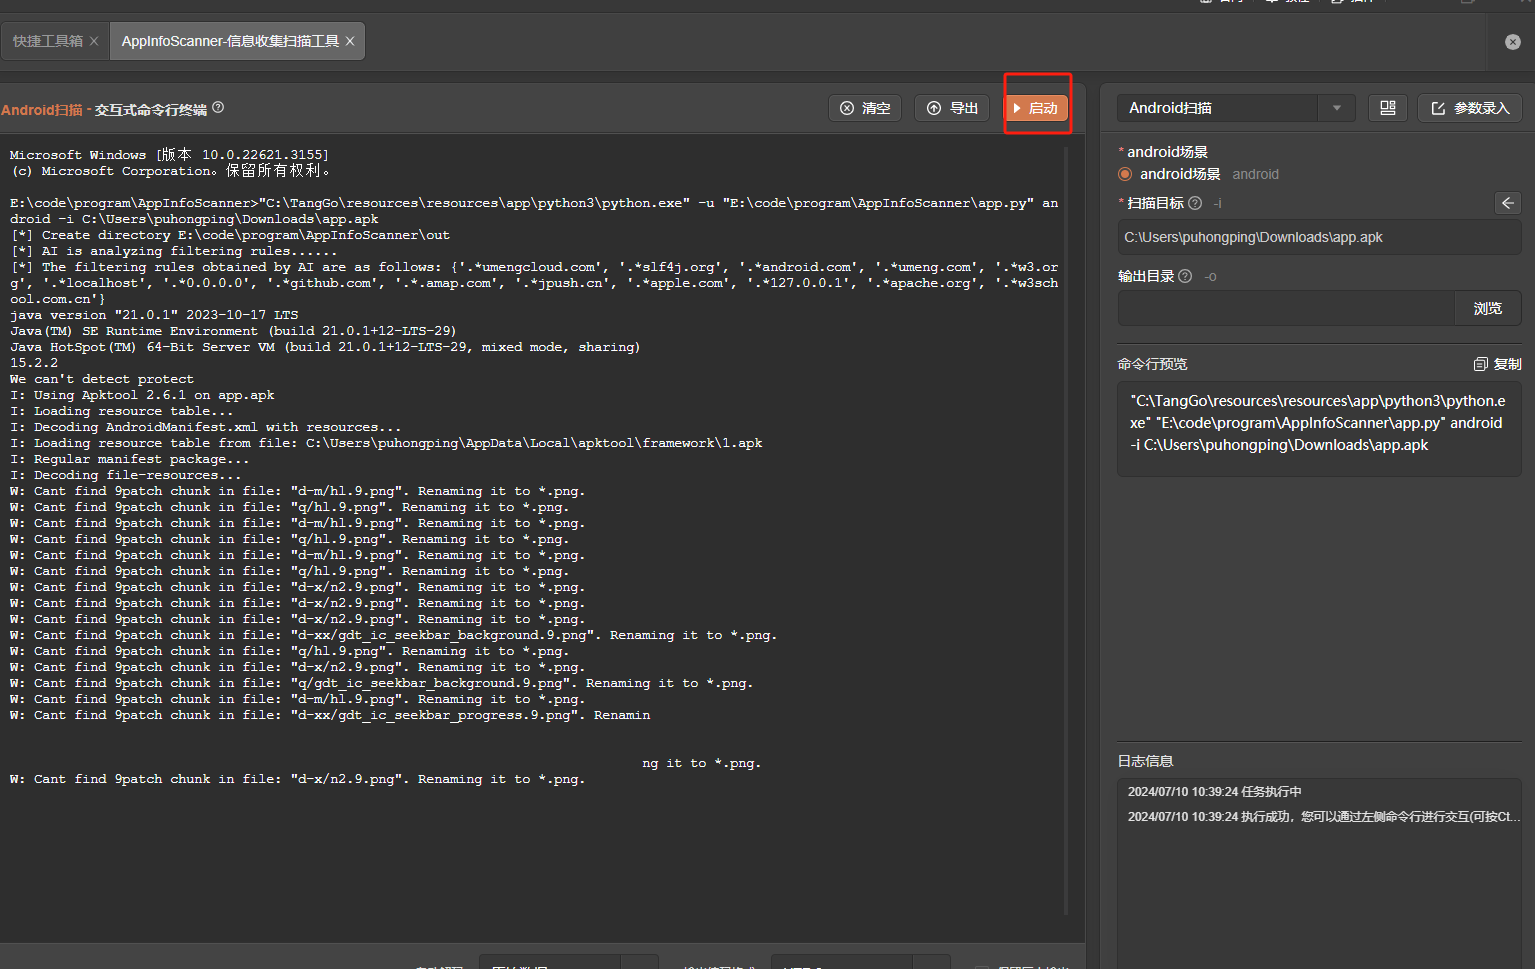 快捷工具箱
AppInfoScanner-信息收集扫描工具
Android扫描 - 交互式命令行终端
清空
导出
启动
Microsoft Windows [版本 10.0.22621.3155]
(c) Microsoft Corporation。保留所有权利。
E:\code\program\AppInfoScanner>"C:\TangGo\resources\resources\app\python3\python.exe" -u "E:\code\program\AppInfoScanner\app.py" an
droid -i C:\Users\puhongping\Downloads\app.apk
[*] Create directory E:\code\program\AppInfoScanner\out
[*] AI is analyzing filtering rules......
[*] The filtering rules obtained by AI are as follows: {'.*umengcloud.com', '.*slf4j.org', '.*android.com', '.*umeng.com', '.*w3.or
g', '.*localhost', '.*0.0.0.0', '.*github.com', '.*.amap.com', '.*jpush.cn', '.*apple.com', '.*127.0.0.1', '.*apache.org', '.*w3sch
ool.com.cn'}
java version "21.0.1" 2023-10-17 LTS
Java(TM) SE Runtime Environment (build 21.0.1+12-LTS-29)
Java HotSpot(TM) 64-Bit Server VM (build 21.0.1+12-LTS-29, mixed mode, sharing)
15.2.2
We can't detect protect
I: Using Apktool 2.6.1 on app.apk
I: Loading resource table...
I: Decoding AndroidManifest.xml with resources...
I: Loading resource table from file: C:\Users\puhongping\AppData\Local\apktool\framework\1.apk
I: Regular manifest package...
I: Decoding file-resources...
W: Cant find 9patch chunk in file: "d-m/hl.9.png". Renaming it to *.png.
W: Cant find 9patch chunk in file: "q/hl.9.png". Renaming it to *.png.
W: Cant find 9patch chunk in file: "d-m/hl.9.png". Renaming it to *.png.
W: Cant find 9patch chunk in file: "q/hl.9.png". Renaming it to *.png.
W: Cant find 9patch chunk in file: "d-m/hl.9.png". Renaming it to *.png.
W: Cant find 9patch chunk in file: "q/hl.9.png". Renaming it to *.png.
W: Cant find 9patch chunk in file: "d-x/n2.9.png". Renaming it to *.png.
W: Cant find 9patch chunk in file: "d-x/n2.9.png". Renaming it to *.png.
W: Cant find 9patch chunk in file: "d-x/n2.9.png". Renaming it to *.png.
W: Cant find 9patch chunk in file: "d-xx/gdt_ic_seekbar_background.9.png". Renaming it to *.png.
W: Cant find 9patch chunk in file: "q/hl.9.png". Renaming it to *.png.
W: Cant find 9patch chunk in file: "d-x/n2.9.png". Renaming it to *.png.
W: Cant find 9patch chunk in file: "q/gdt_ic_seekbar_background.9.png". Renaming it to *.png.
W: Cant find 9patch chunk in file: "d-m/hl.9.png". Renaming it to *.png.
W: Cant find 9patch chunk in file: "d-xx/gdt_ic_seekbar_progress.9.png". Renamin
ng it to *.png.
W: Cant find 9patch chunk in file: "d-x/n2.9.png". Renaming it to *.png.
Android扫描
参数录入
* android场景
android场景 android
* 扫描目标 -i
C:\Users\puhongping\Downloads\app.apk
输出目录 -o
浏览
命令行预览
复制
"C:\TangGo\resources\resources\app\python3\python.e
xe" "E:\code\program\AppInfoScanner\app.py" android
-i C:\Users\puhongping\Downloads\app.apk
日志信息
2024/07/10 10:39:24 任务执行中
2024/07/10 10:39:24 执行成功，您可以通过左侧命令行进行交互(可按Ct...